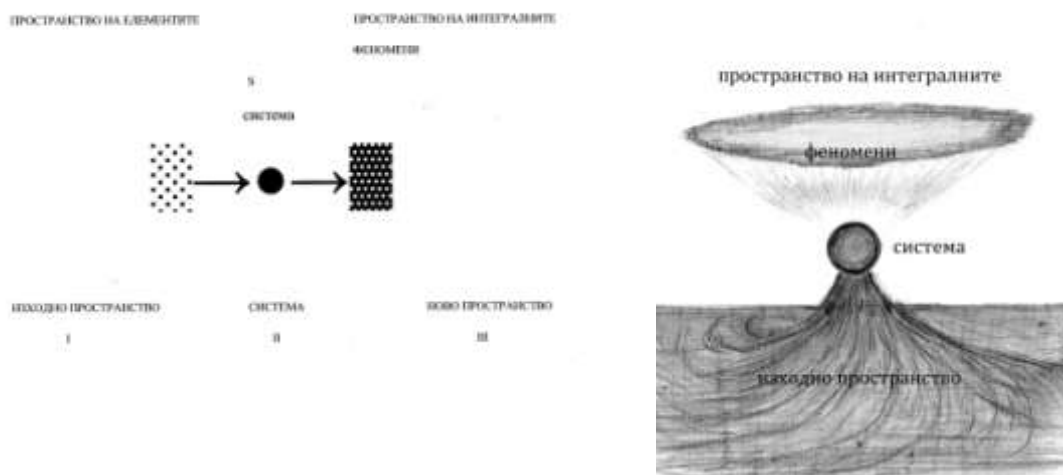 ПРОСТРАНСТВО НА ЕЛЕМЕНТИТЕ
ПРОСТРАНСТВО НА ИНТЕГРАЛНИТЕ
ФЕНОМЕНИ
S
система
ИЗХОДНО ПРОСТРАНСТВО
СИСТЕМА
НОВО ПРОСТРАНСТВО
I
II
III
пространство на интегралните
феномени
система
изходно пространство